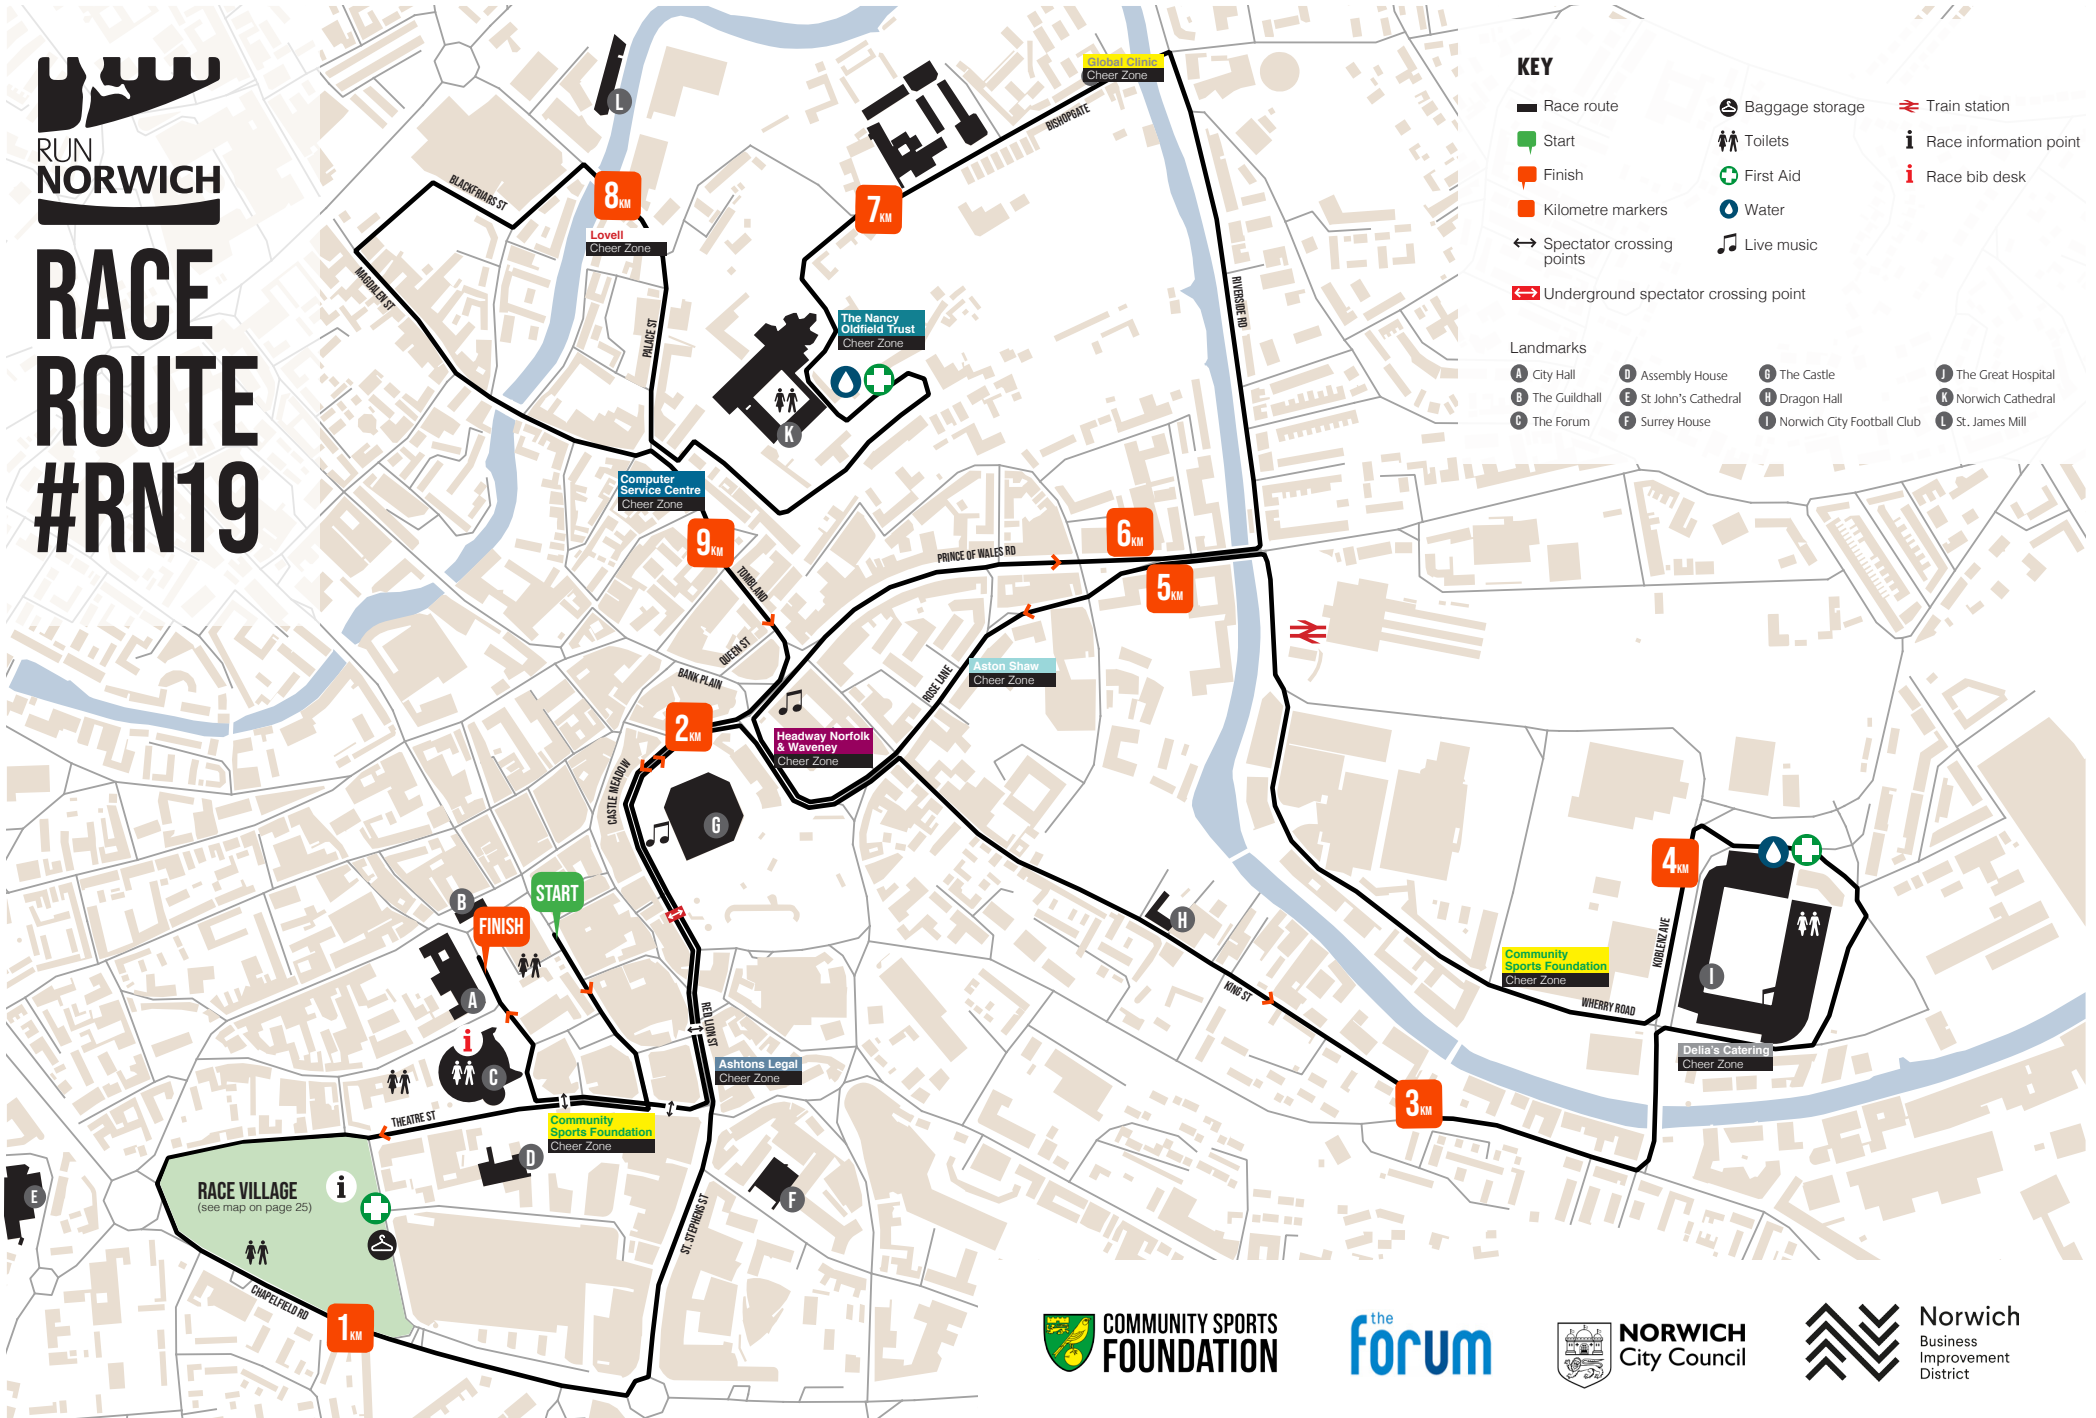 RUN
NORWICH
RACE
ROUTE
#RN19
KEY
Race route
Start
Finish
Kilometre markers
Spectator crossing
points
Underground spectator crossing point
Baggage storage
Toilets
First Aid
Water
Live music
Train station
Race information point
Race bib desk
Landmarks
A City Hall
B The Guildhall
C The Forum
D Assembly House
E St John's Cathedral
F Surrey House
G The Castle
H Dragon Hall
I Norwich City Football Club
J The Great Hospital
K Norwich Cathedral
L St. James Mill
L
Global Clinic
Cheer Zone
BISHOPGATE
BLACKFRIARS ST
8KM
7KM
Lovell
Cheer Zone
MAGDALEN ST
RIVERSIDE RD
PALACE ST
The Nancy
Oldfield Trust
Cheer Zone
K
Computer
Service Centre
Cheer Zone
9KM
6KM
PRINCE OF WALES RD
5KM
TOMBLAND
QUEEN ST
BANK PLAIN
Aston Shaw
Cheer Zone
ROSE LANE
2KM
Headway Norfolk
& Waveney
Cheer Zone
CASTLE MEADOW
G
4KM
B
START
FINISH
H
KOBLENZ AVE
Community
Sports Foundation
Cheer Zone
I
A
KING ST
WHERRY ROAD
RED LION ST
i
C
Ashtons Legal
Cheer Zone
Delia's Catering
Cheer Zone
3KM
THEATRE ST
Community
Sports Foundation
Cheer Zone
D
E
RACE VILLAGE
(see map on page 25)
i
F
ST. STEPHENS ST
CHAPELFIELD RD
1KM
COMMUNITY SPORTS
FOUNDATION
the
forum
NORWICH
City Council
Norwich
Business
Improvement
District